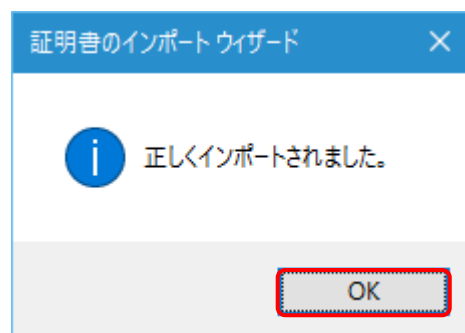 証明書のインポート ウィザード
正しくインポートされました。
OK